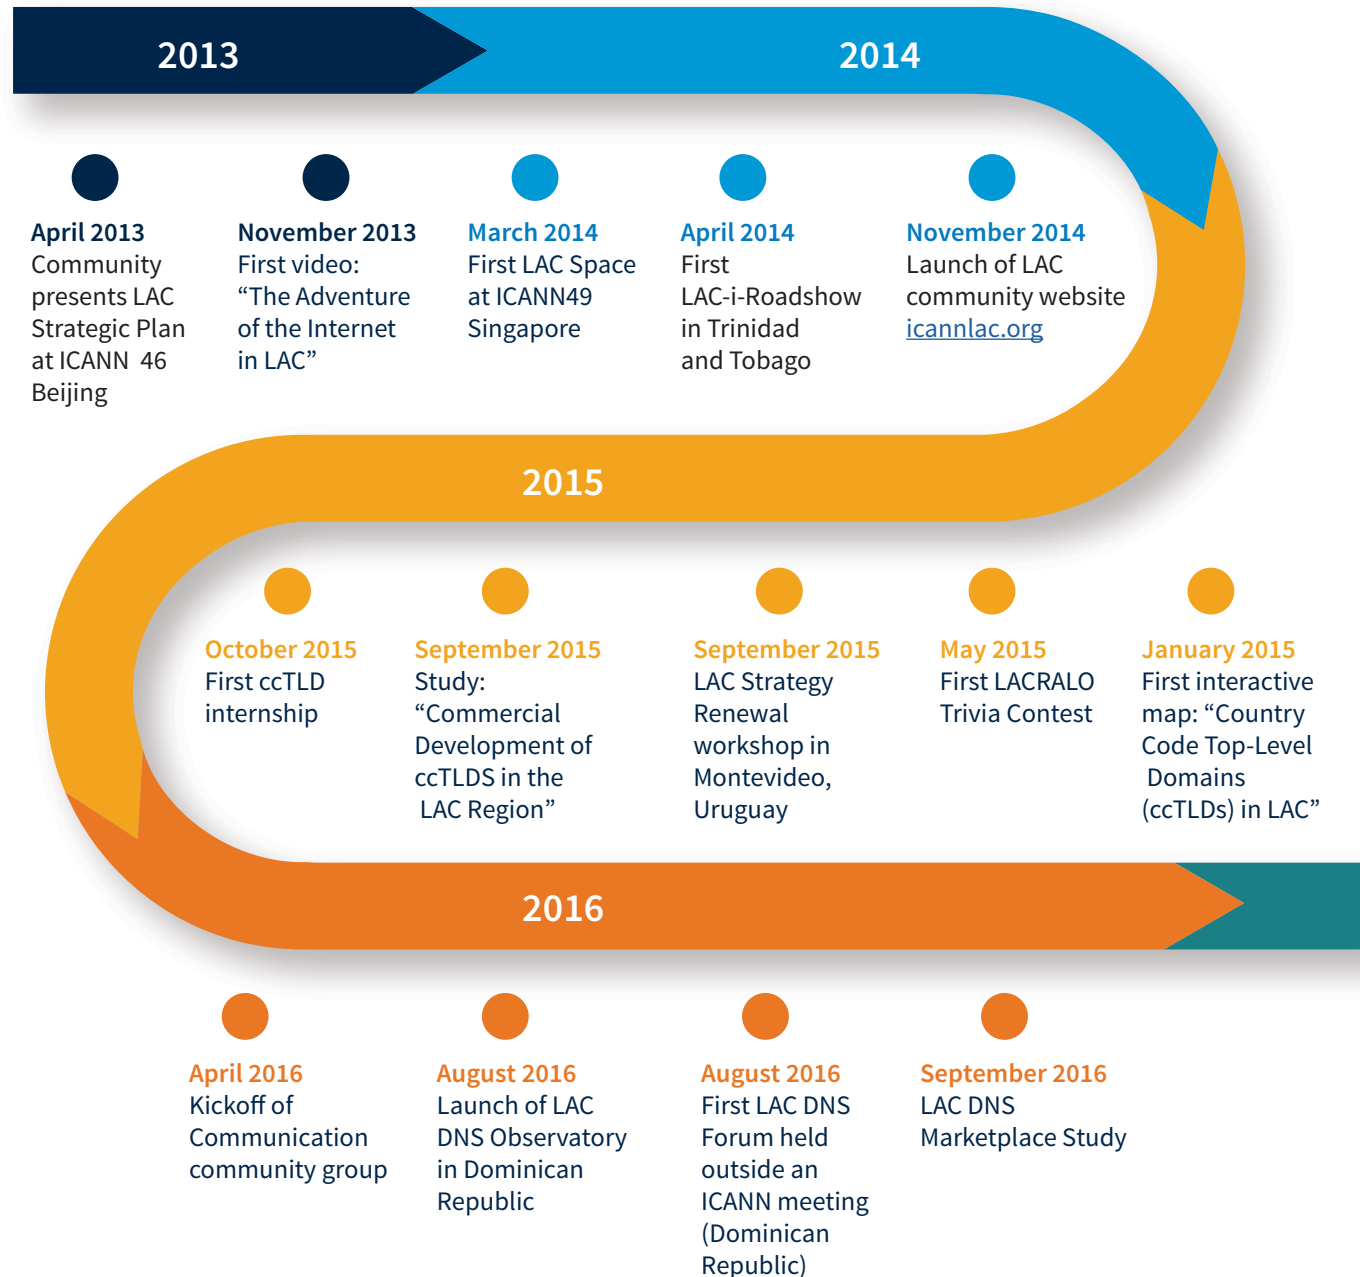 2013
2014
April 2013
Community
presents LAC
Strategic Plan
at ICANN 46
Beijing
November 2013
First video:
“The Adventure
of the Internet
in LAC”
March 2014
First LAC Space
at ICANN49
Singapore
April 2014
First
LAC-i-Roadshow
in Trinidad
and Tobago
November 2014
Launch of LAC
community website
icannlac.org
2015
October 2015
First ccTLD
internship
September 2015
Study:
“Commercial
Development of
ccTLDS in the
LAC Region”
September 2015
LAC Strategy
Renewal
workshop in
Montevideo,
Uruguay
May 2015
First LACRALO
Trivia Contest
January 2015
First interactive
map: “Country
Code Top-Level
Domains
(ccTLDs) in LAC”
2016
April 2016
Kickoff of
Communication
community group
August 2016
Launch of LAC
DNS Observatory
in Dominican
Republic
August 2016
First LAC DNS
Forum held
outside an
ICANN meeting
(Dominican
Republic)
September 2016
LAC DNS
Marketplace Study